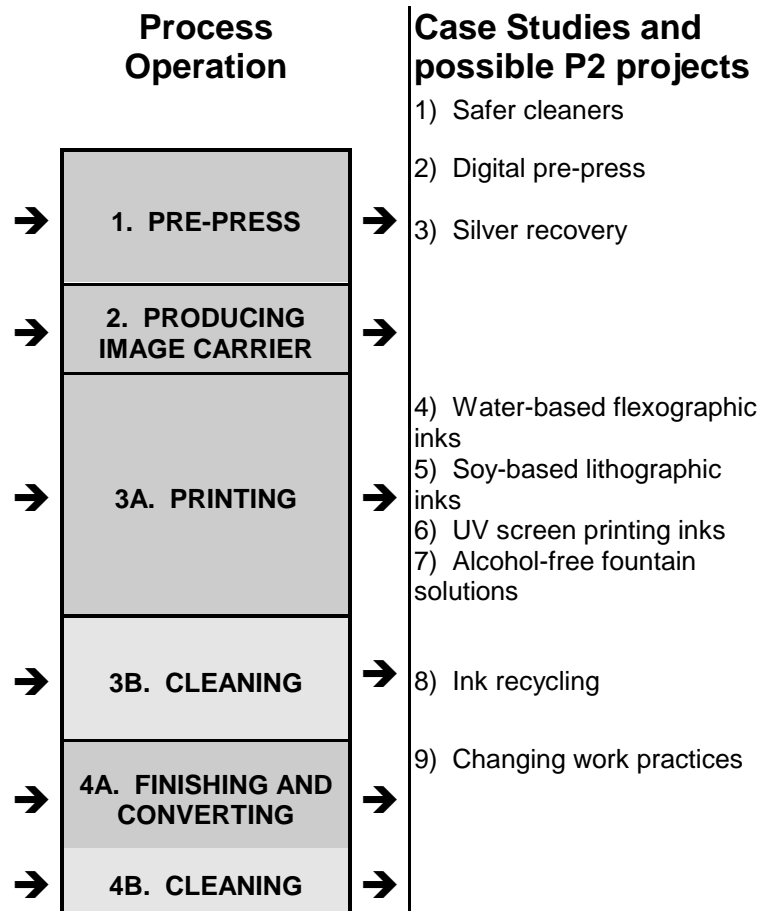 Process
Operation
Case Studies and
possible P2 projects
1) Safer cleaners
2) Digital pre-press
3) Silver recovery
1. PRE-PRESS
2. PRODUCING
IMAGE CARRIER
3A. PRINTING
4) Water-based flexographic
inks
5) Soy-based lithographic
inks
6) UV screen printing inks
7) Alcohol-free fountain
solutions
3B. CLEANING
8) Ink recycling
4A. FINISHING AND
CONVERTING
9) Changing work practices
4B. CLEANING